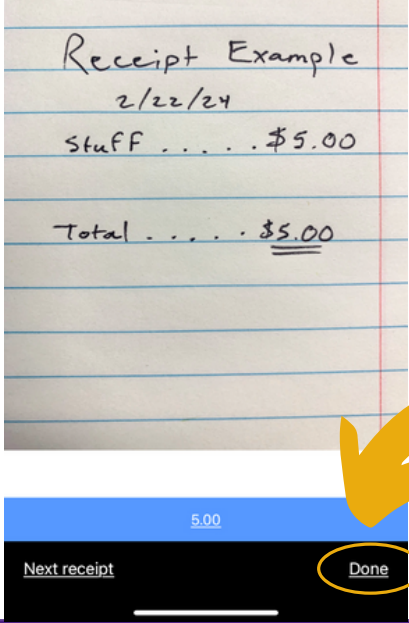 Receipt Example
2/22/24
Stuff . . . . . $5.00
Total . . . . . $5.00
5.00
Next receipt Done